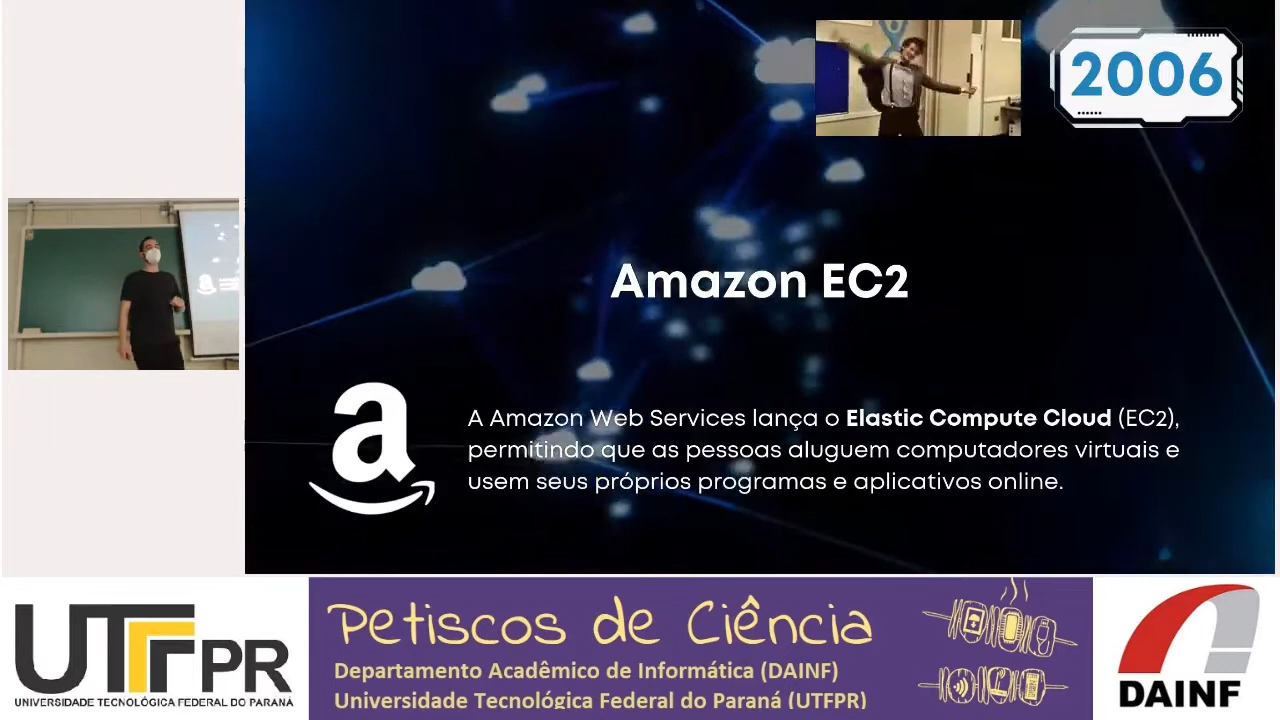 2006
Amazon EC2
a
A Amazon Web Services lança o Elastic Compute Cloud (EC2),
permitindo que as pessoas aluguem computadores virtuais e
usem seus próprios programas e aplicativos online.
UTFPR
UNIVERSIDADE TECNOLÓGICA FEDERAL DO PARANÁ
Petiscos de Ciência
Departamento Acadêmico de Informática (DAINF)
Universidade Tecnológica Federal do Paraná (UTFPR)
DAINF